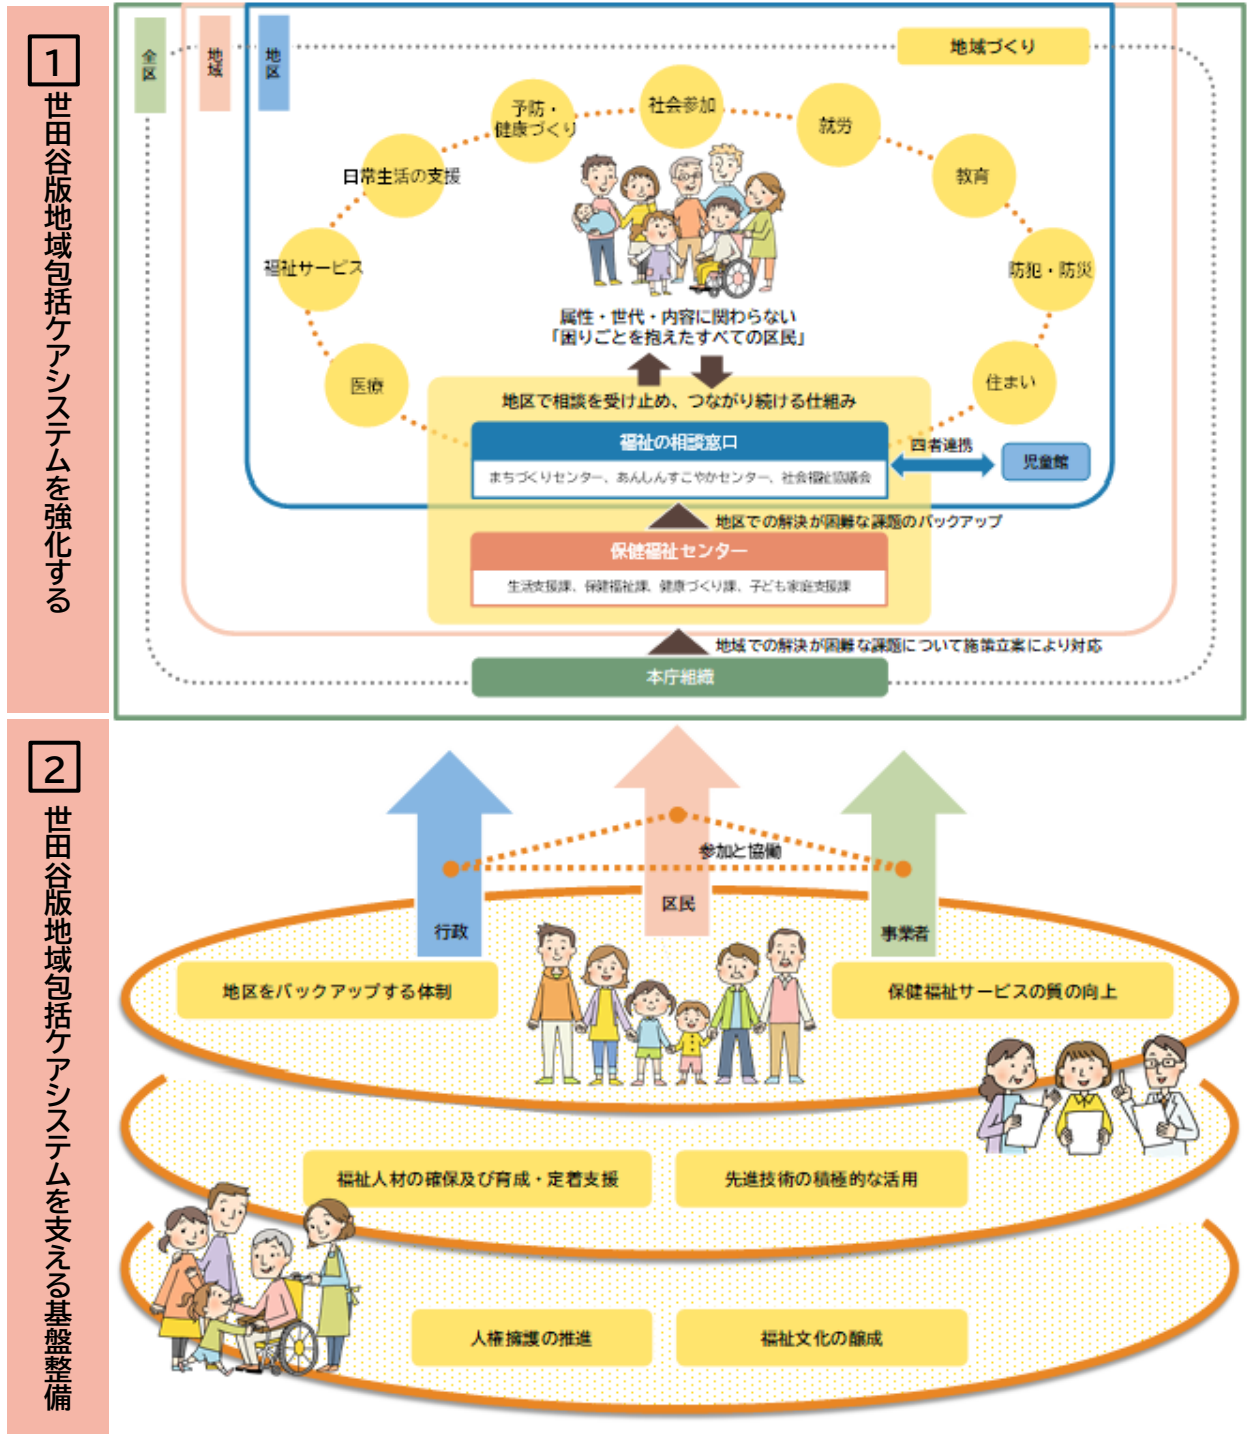 1
世田谷版地域包括ケアシステムを強化する
全区
地域
地区
地域づくり
社会参加
予防・
健康づくり
就労
日常生活の支援
教育
福祉サービス
防犯・防災
医療
住まい
属性・世代・内容に関わらない
「困りごとを抱えたすべての区民」
地区で相談を受け止め、つながり続ける仕組み
福祉の相談窓口
まちづくりセンター、あんしんすこやかセンター、社会福祉協議会
四者連携
児童館
地区での解決が困難な課題のバックアップ
保健福祉センター
生活支援課、保健福祉課、健康づくり課、子ども家庭支援課
地域での解決が困難な課題について施策立案により対応
本庁組織
2
世田谷版地域包括ケアシステムを支える基盤整備
参加と協働
行政
区民
事業者
地区をバックアップする体制
保健福祉サービスの質の向上
福祉人材の確保及び育成・定着支援
先進技術の積極的な活用
人権擁護の推進
福祉文化の醸成